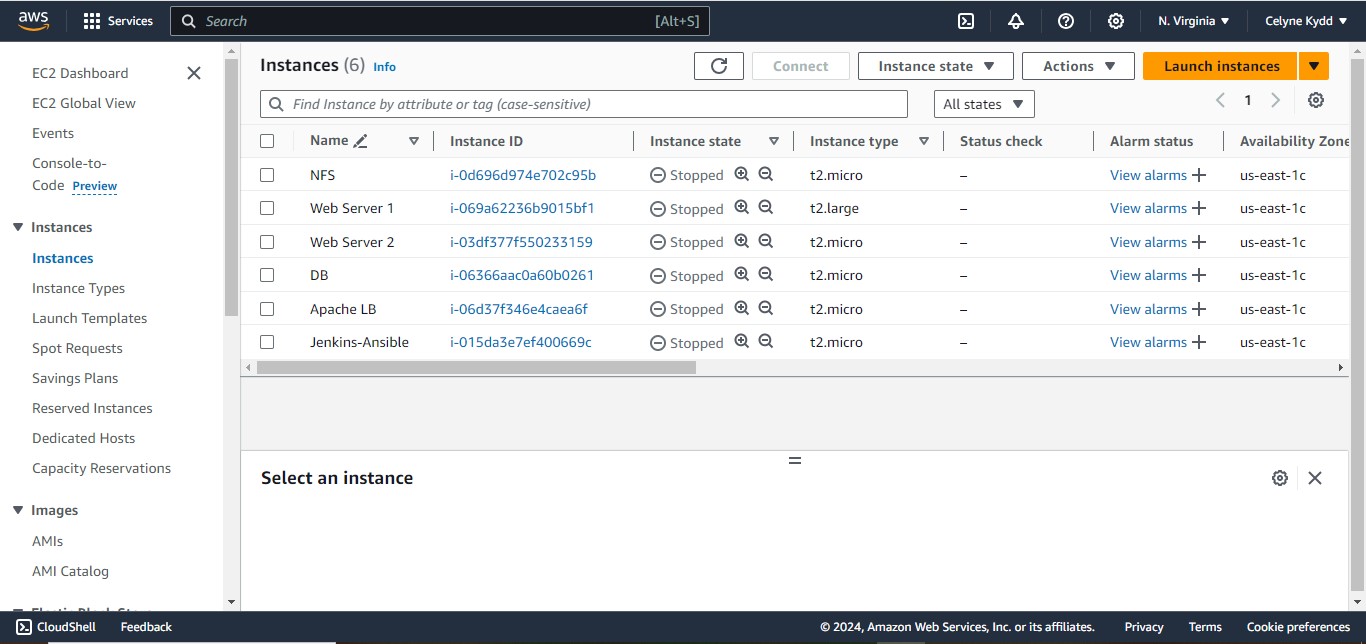 aws Services Search [Alt+S] N. Virginia Celyne Kydd
EC2 Dashboard
EC2 Global View
Events
Console-to-
Code Preview
Instances
Instances
Instance Types
Launch Templates
Spot Requests
Savings Plans
Reserved Instances
Dedicated Hosts
Capacity Reservations
Images
AMIs
AMI Catalog
Elastic Block Store
Instances (6) Info Connect Instance state Actions Launch instances
Find Instance by attribute or tag (case-sensitive) All states 1
Name Instance ID Instance state Instance type Status check Alarm status Availability Zone
NFS i-0d696d974e702c95b Stopped t2.micro – View alarms us-east-1c
Web Server 1 i-069a62236b9015bf1 Stopped t2.large – View alarms us-east-1c
Web Server 2 i-03df377f550233159 Stopped t2.micro – View alarms us-east-1c
DB i-06366aac0a60b0261 Stopped t2.micro – View alarms us-east-1c
Apache LB i-06d37f346e4caea6f Stopped t2.micro – View alarms us-east-1c
Jenkins-Ansible i-015da3e7ef400669c Stopped t2.micro – View alarms us-east-1c
Select an instance
CloudShell Feedback © 2024, Amazon Web Services, Inc. or its affiliates. Privacy Terms Cookie preferences